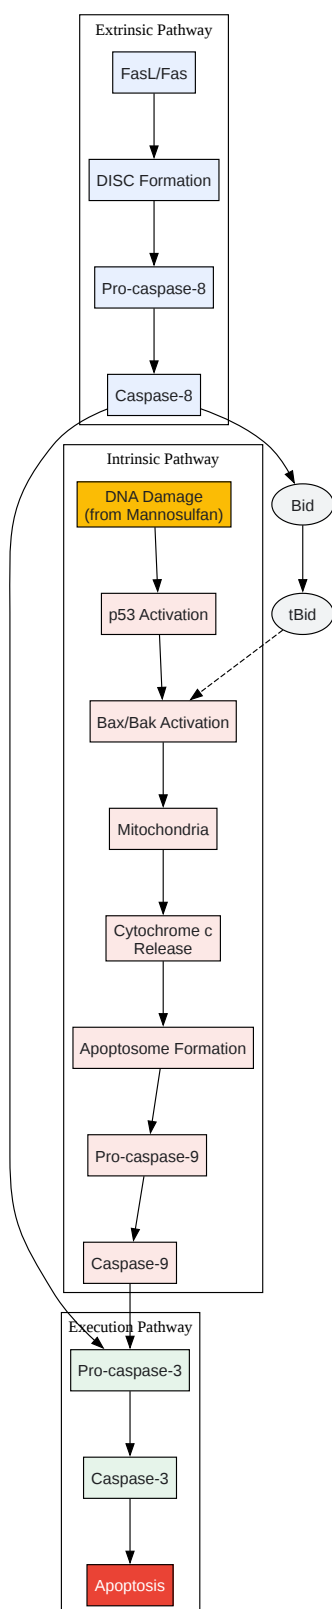 Extrinsic Pathway
FasL/Fas
DISC Formation
Pro-caspase-8
Caspase-8
Intrinsic Pathway
DNA Damage
(from Mannosulfan)
Bid
p53 Activation
tBid
Bax/Bak Activation
Mitochondria
Cytochrome c
Release
Apoptosome Formation
Pro-caspase-9
Caspase-9
Execution Pathway
Pro-caspase-3
Caspase-3
Apoptosis